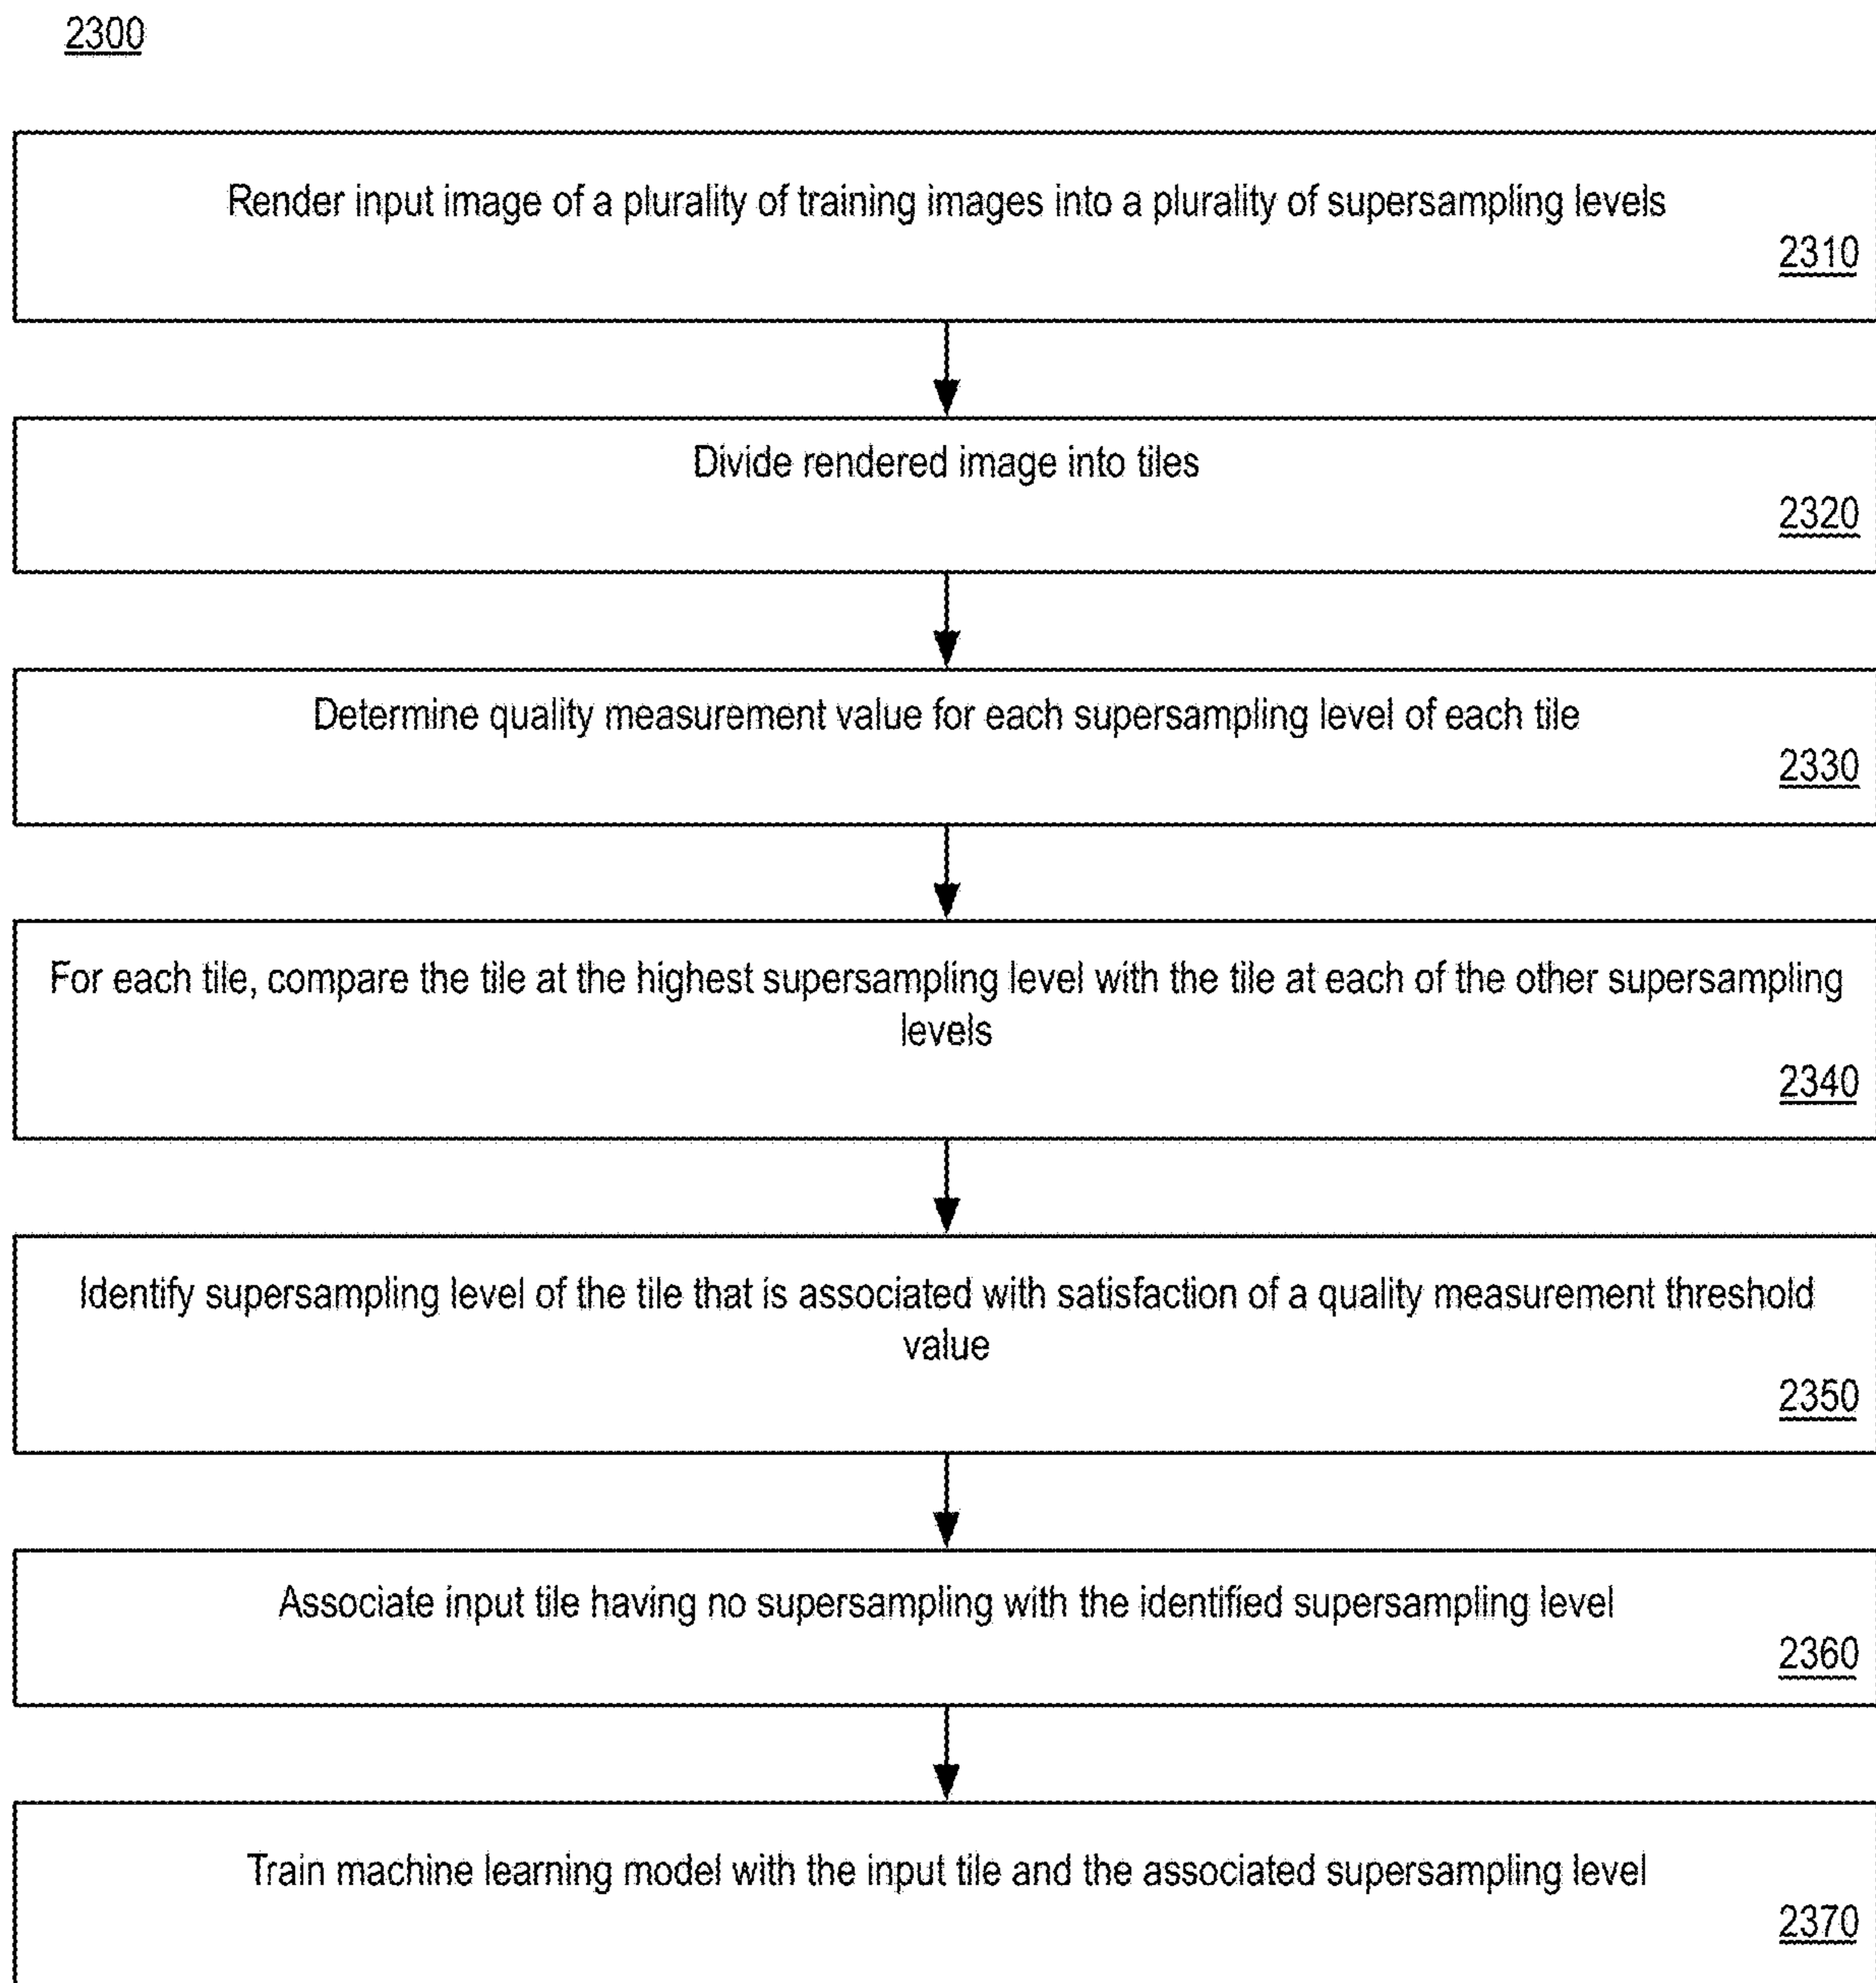 2300
Render input image of a plurality of training images into a plurality of supersampling levels
2310
Divide rendered image into tiles
2320
Determine quality measurement value for each supersampling level of each tile
2330
For each tile, compare the tile at the highest supersampling level with the tile at each of the other supersampling
levels
2340
Identify supersampling level of the tile that is associated with satisfaction of a quality measurement threshold
value
2350
Associate input tile having no supersampling with the identified supersampling level
2360
Train machine learning model with the input tile and the associated supersampling level
2370